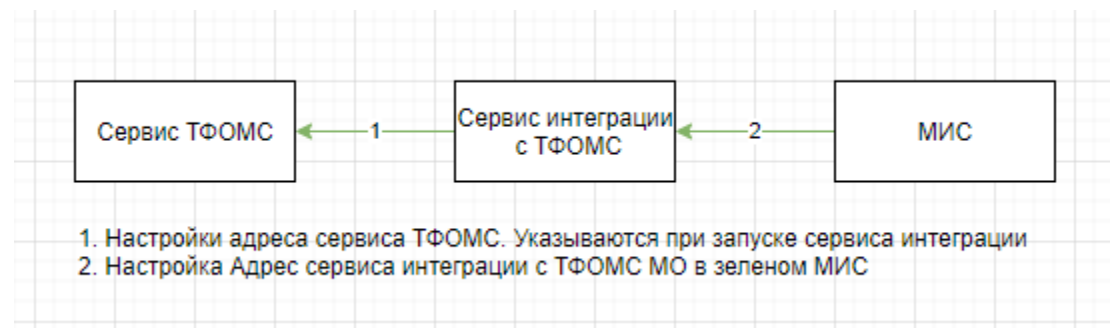 Сервис ТФОМС
1
Сервис интеграции
с ТФОМС
2
МИС
1. Настройки адреса сервиса ТФОМС. Указываются при запуске сервиса интеграции
2. Настройка Адрес сервиса интеграции с ТФОМС МО в зеленом МИС